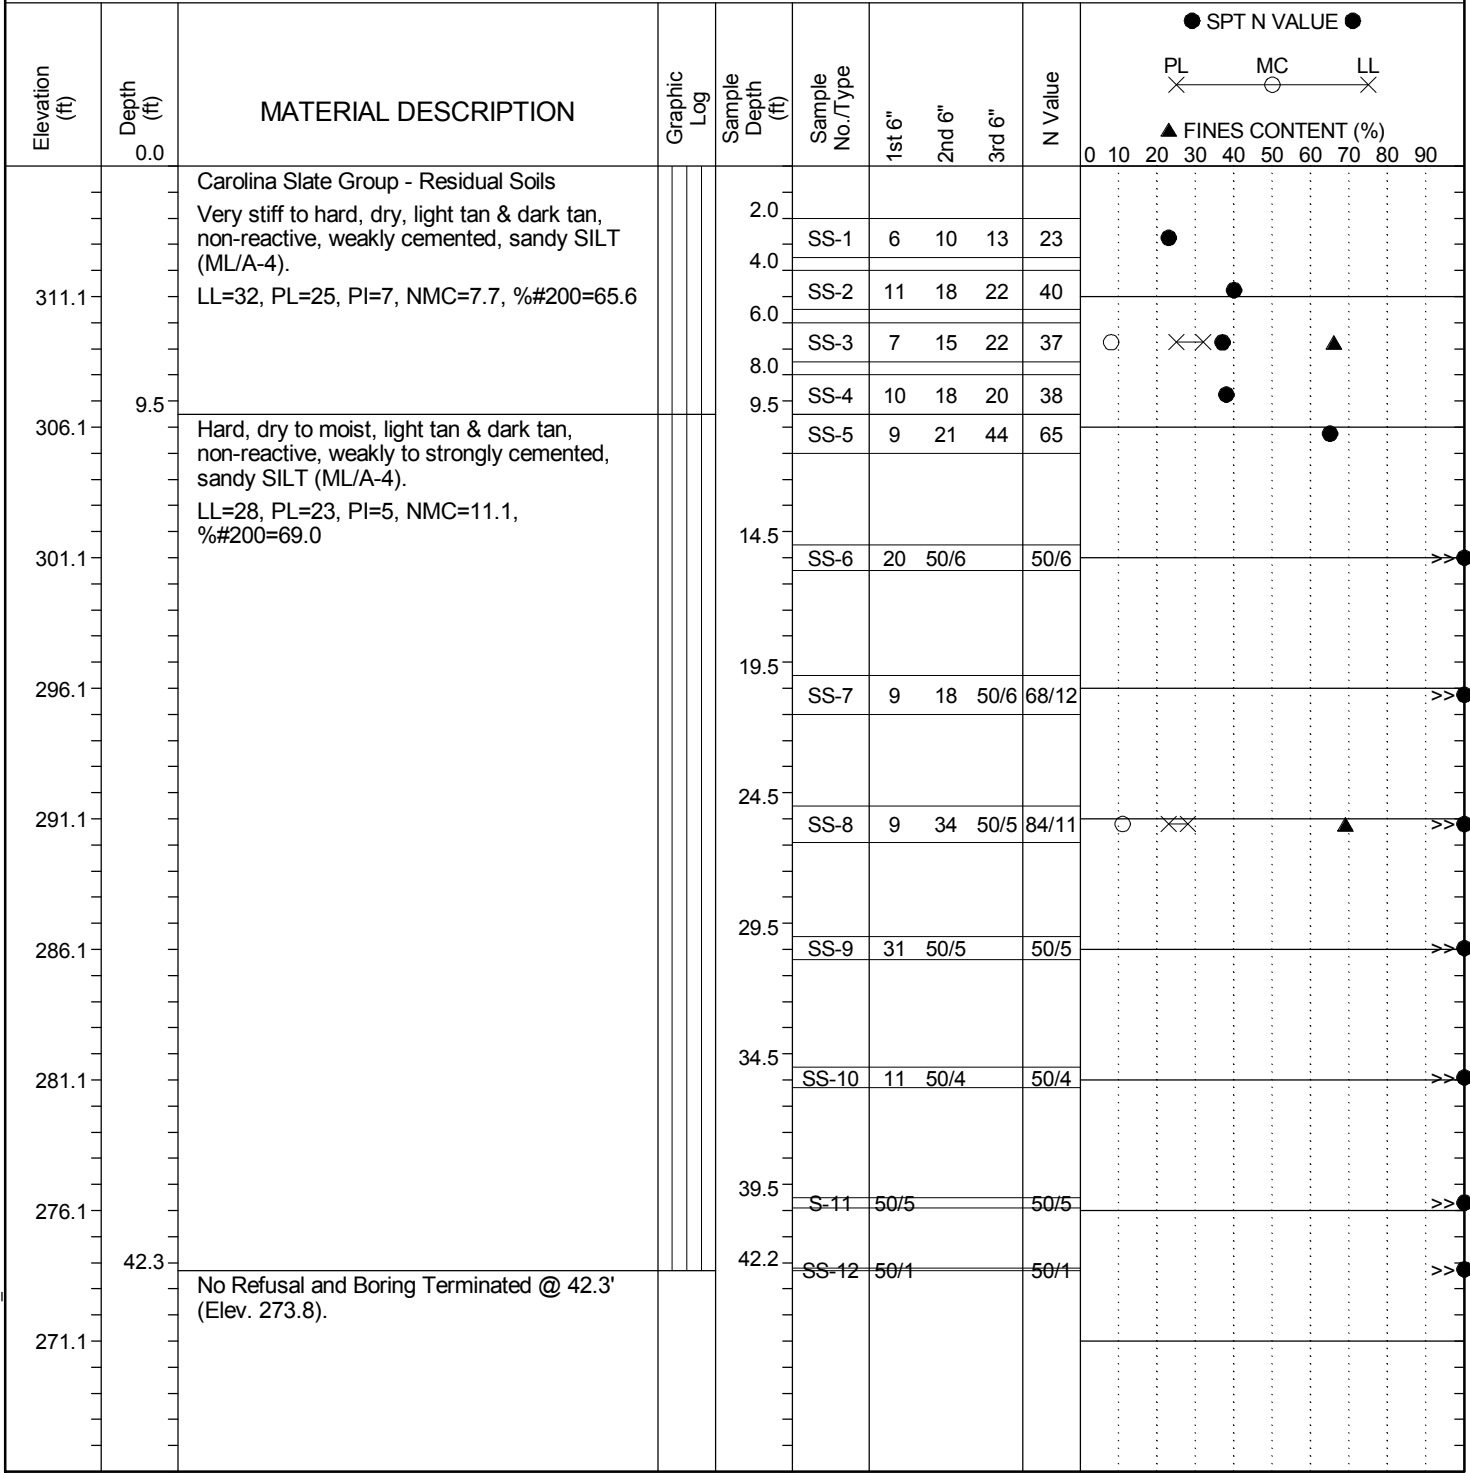 ● SPT N VALUE ●
PL MC LL
▲ FINES CONTENT (%)
0 10 20 30 40 50 60 70 80 90
Elevation (ft)
Depth (ft)
0.0
MATERIAL DESCRIPTION
Graphic Log
Sample Depth (ft)
Sample No./Type
1st 6"
2nd 6"
3rd 6"
N Value
Carolina Slate Group - Residual Soils
Very stiff to hard, dry, light tan & dark tan,
non-reactive, weakly cemented, sandy SILT
(ML/A-4).
LL=32, PL=25, PI=7, NMC=7.7, %#200=65.6
2.0
SS-1 6 10 13 23
4.0
311.1
SS-2 11 18 22 40
6.0
SS-3 7 15 22 37
8.0
SS-4 10 18 20 38
9.5
9.5
306.1
SS-5 9 21 44 65
Hard, dry to moist, light tan & dark tan,
non-reactive, weakly to strongly cemented,
sandy SILT (ML/A-4).
LL=28, PL=23, PI=5, NMC=11.1,
%#200=69.0
14.5
301.1
SS-6 20 50/6 50/6 >>
19.5
296.1
SS-7 9 18 50/6 68/12 >>
24.5
291.1
SS-8 9 34 50/5 84/11 >>
29.5
286.1
SS-9 31 50/5 50/5 >>
34.5
281.1
SS-10 11 50/4 50/4 >>
39.5
276.1
S-11 50/5 50/5 >>
42.3
42.2
SS-12 50/1 50/1 >>
No Refusal and Boring Terminated @ 42.3'
(Elev. 273.8).
271.1